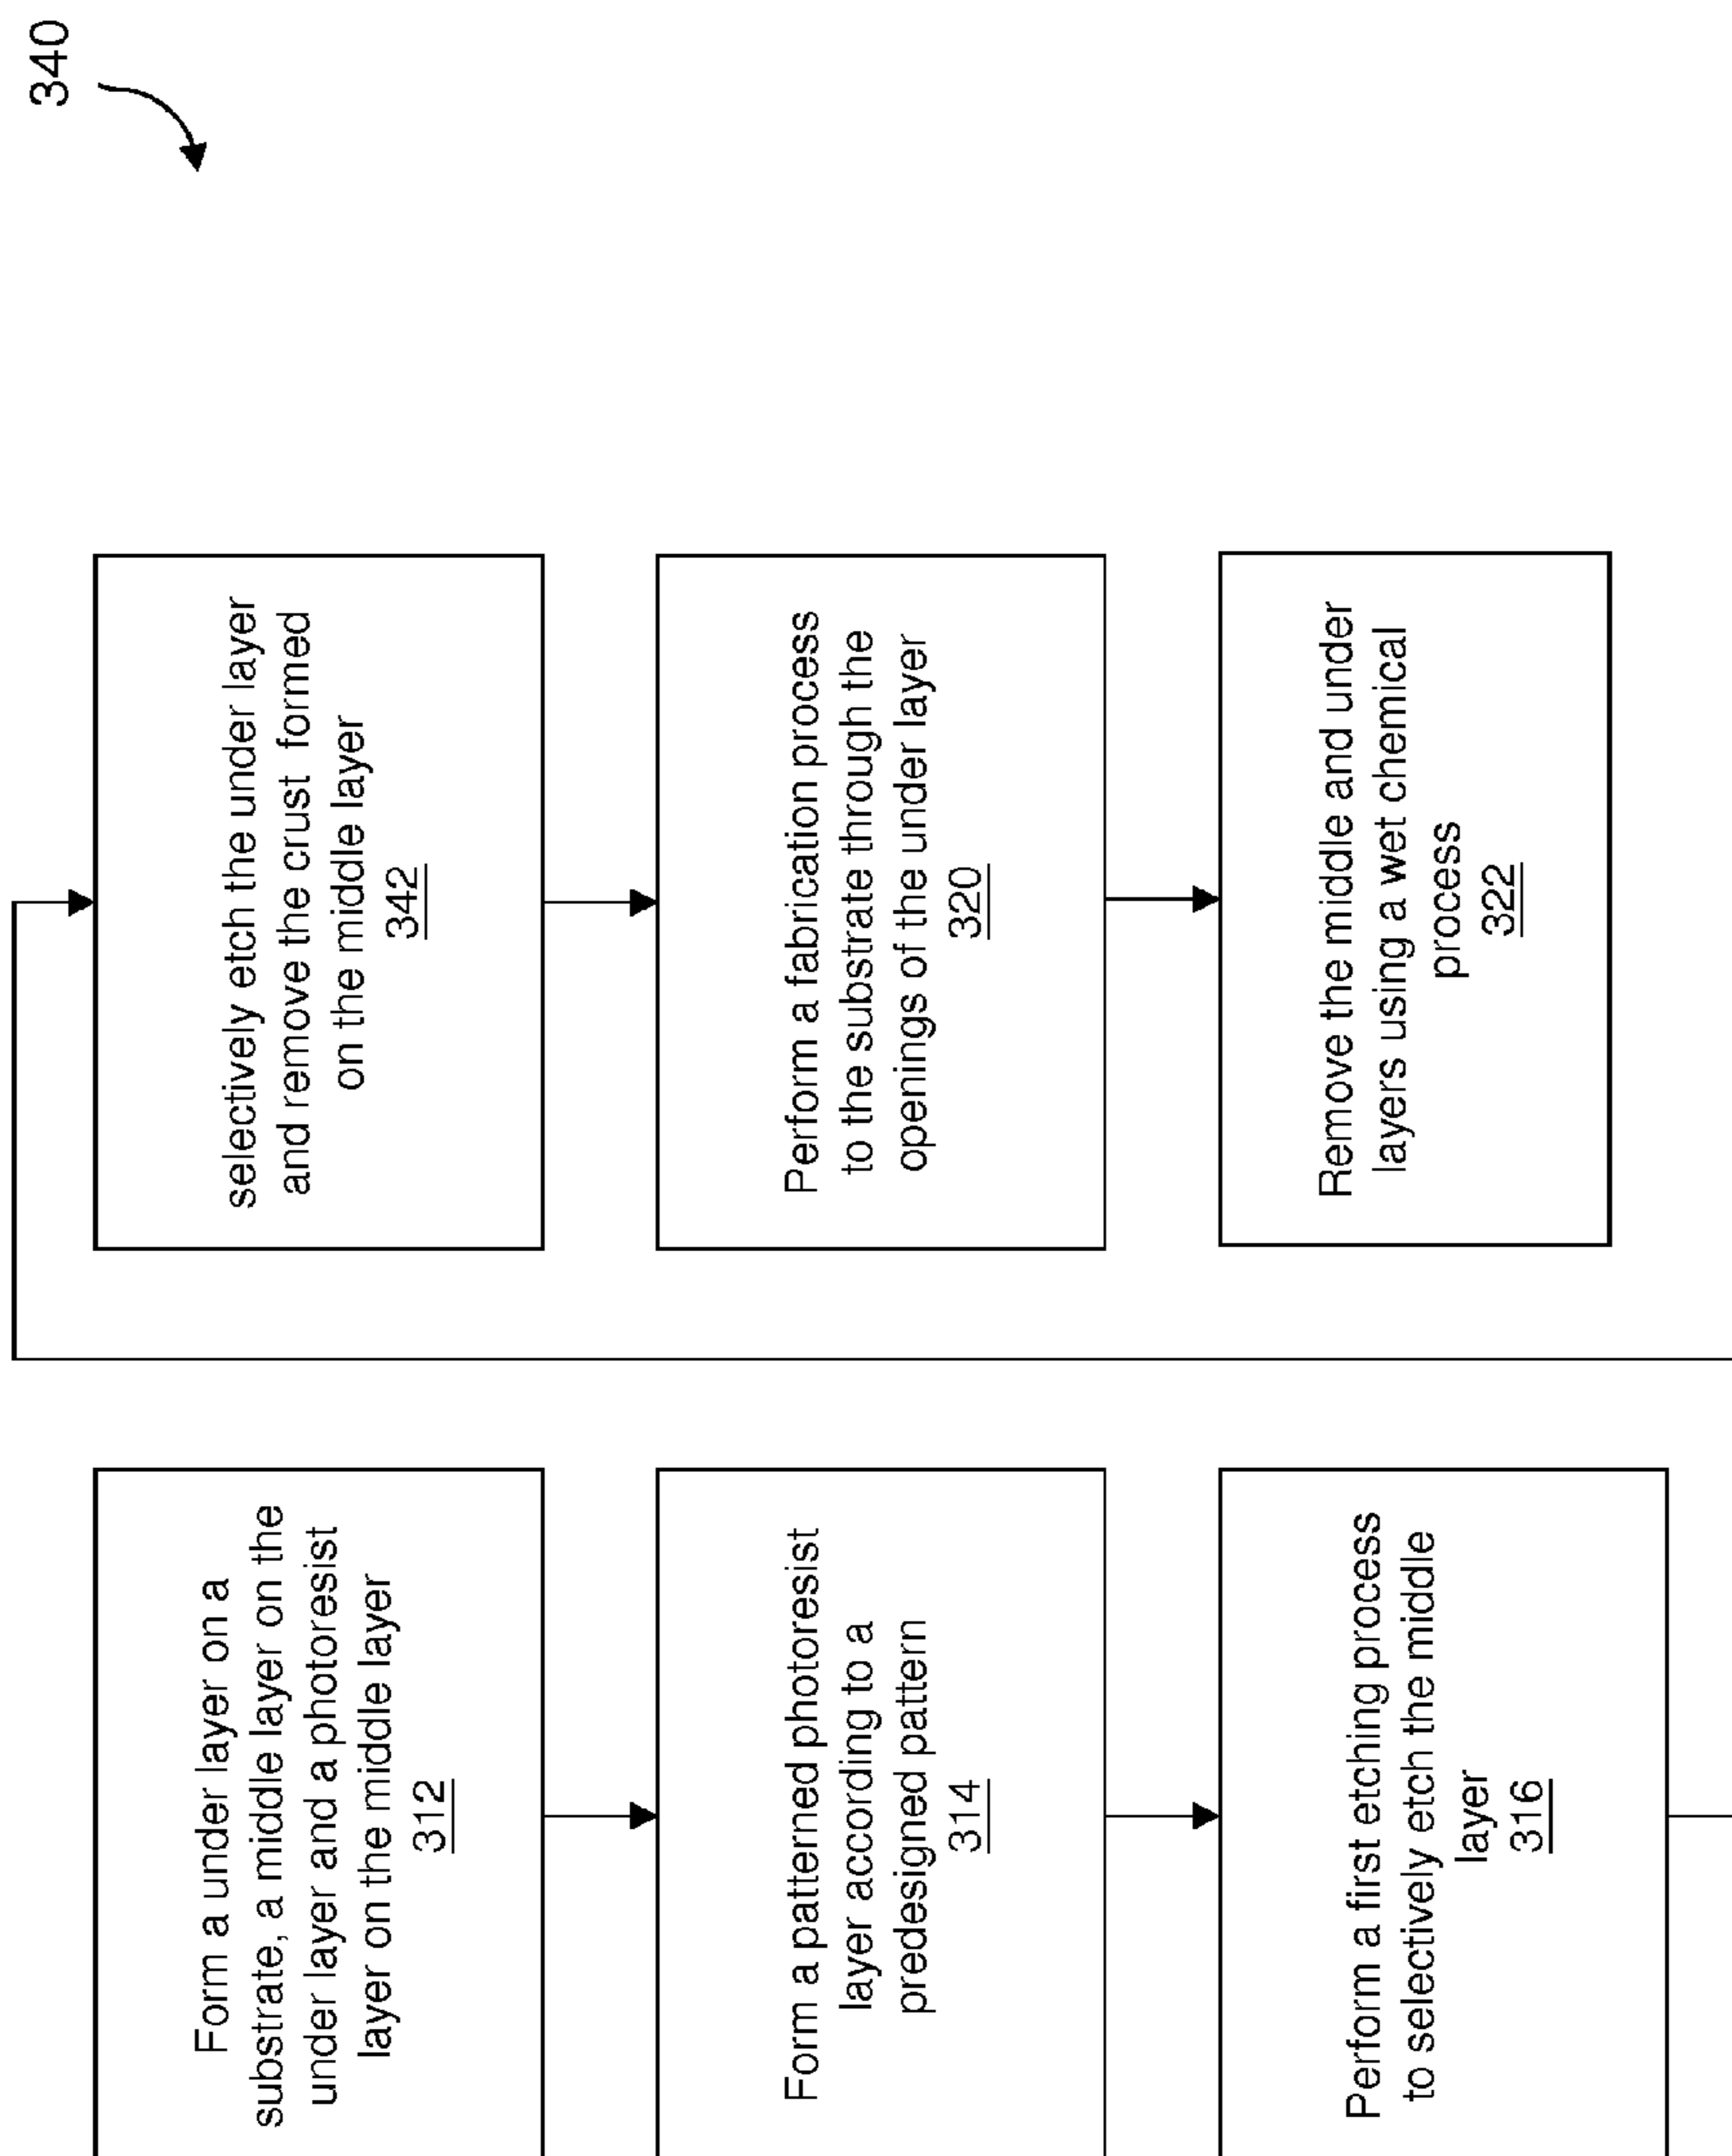 340
Form a under layer on a
substrate, a middle layer on the
under layer and a photoresist
layer on the middle layer
312
Form a patterned photoresist
layer according to a
predesigned pattern
314
Perform a first etching process
to selectively etch the middle
layer
316
selectively etch the under layer
and remove the crust formed
on the middle layer
342
Perform a fabrication process
to the substrate through the
openings of the under layer
320
Remove the middle and under
layers using a wet chemical
process
322